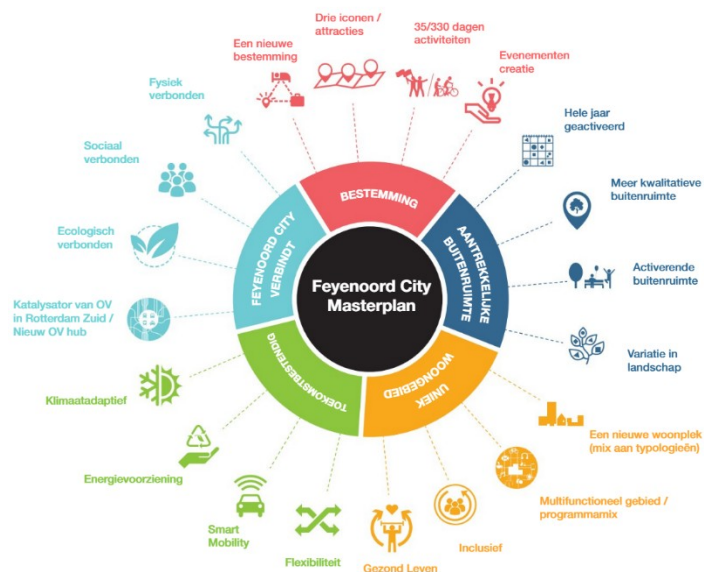 Drie iconen /
attracties
35/330 dagen
activiteiten
Een nieuwe
bestemming
Evenementen
creatie
Fysiek
verbonden
Hele jaar
geactiveerd
Sociaal
verbonden
Meer kwalitatieve
buitenruimte
Ecologisch
verbonden
Activerende
buitenruimte
Katalysator van OV
in Rotterdam Zuid /
Nieuw OV hub
Variatie in
landschap
Klimaatadaptief
Een nieuwe woonplek
(mix aan typologieën)
Energievoorziening
Multifunctioneel gebied /
programmamix
Smart
Mobility
Inclusief
Flexibiliteit
Gezond Leven
BESTEMMING
AANTREKKELIJKE
BUITENRUIMTE
UNIEK
WOONGEBIED
TOEKOMSTBESTENDIG
FEYENOORD CITY
VERBINDT
Feyenoord City
Masterplan